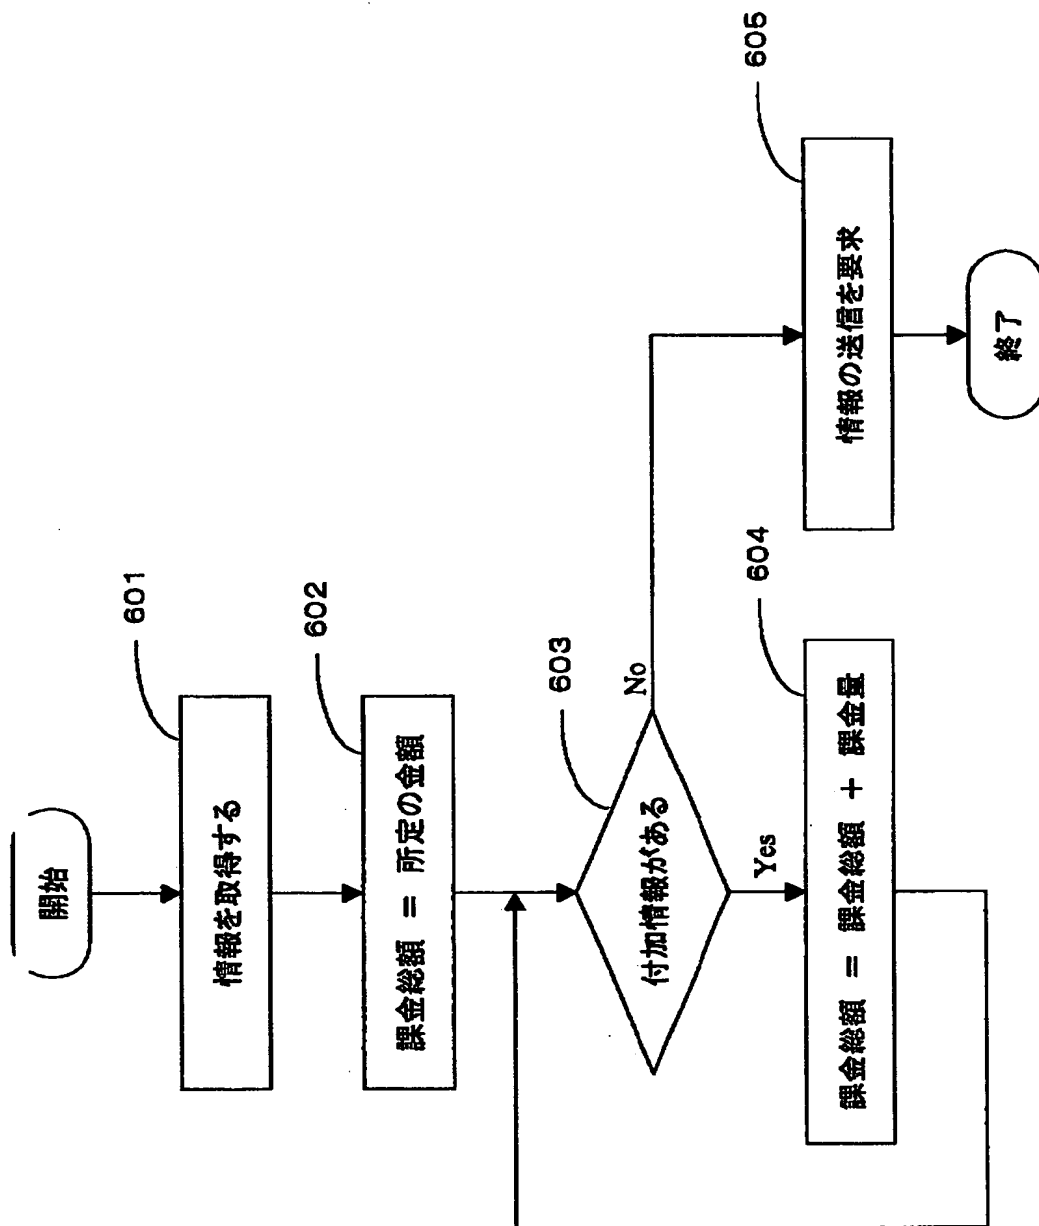 開始
601
情報を取得する
602
課金総額 = 所定の金額
603
付加情報がある
No
Yes
604
課金総額 = 課金総額 + 課金量
605
情報の送信を要求
終了